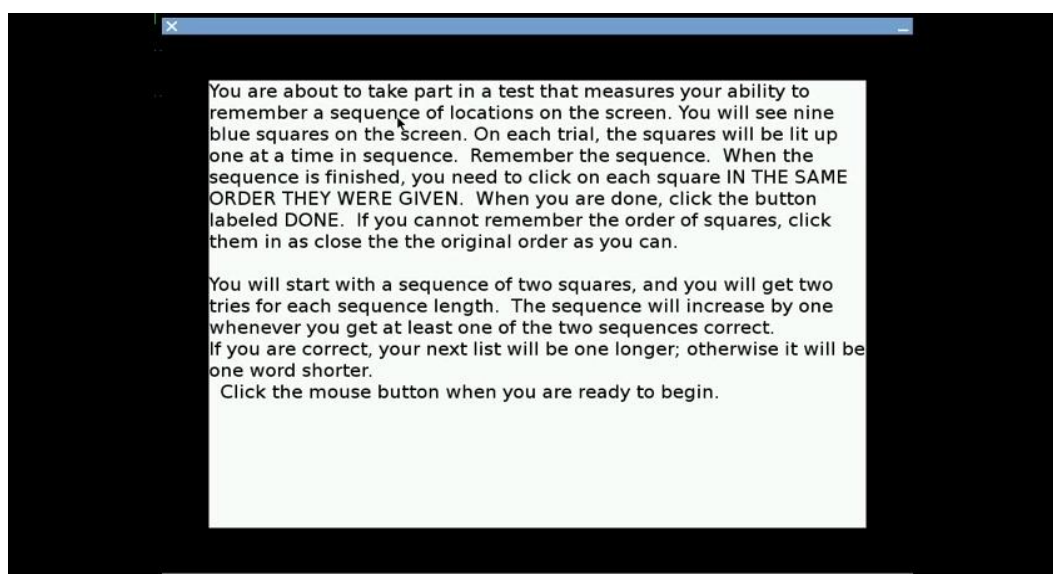 You are about to take part in a test that measures your ability to
remember a sequence of locations on the screen. You will see nine
blue squares on the screen. On each trial, the squares will be lit up
one at a time in sequence.  Remember the sequence.  When the
sequence is finished, you need to click on each square IN THE SAME
ORDER THEY WERE GIVEN.  When you are done, click the button
labeled DONE.  If you cannot remember the order of squares, click
them in as close the the original order as you can.

You will start with a sequence of two squares, and you will get two
tries for each sequence length.  The sequence will increase by one
whenever you get at least one of the two sequences correct.
If you are correct, your next list will be one longer; otherwise it will be
one word shorter.
Click the mouse button when you are ready to begin.